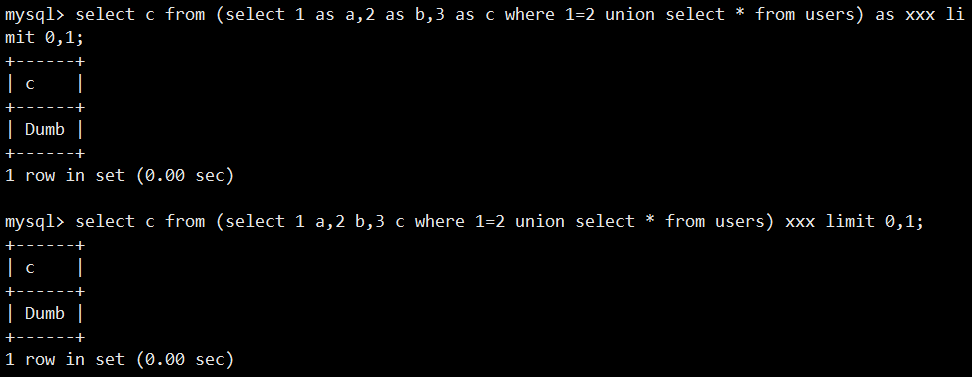 mysql> select c from (select 1 as a,2 as b,3 as c where 1=2 union select * from users) as xxx li
mit 0,1;
+------+
| c    |
+------+
| Dumb |
+------+
1 row in set (0.00 sec)

mysql> select c from (select 1 a,2 b,3 c where 1=2 union select * from users) xxx limit 0,1;
+------+
| c    |
+------+
| Dumb |
+------+
1 row in set (0.00 sec)